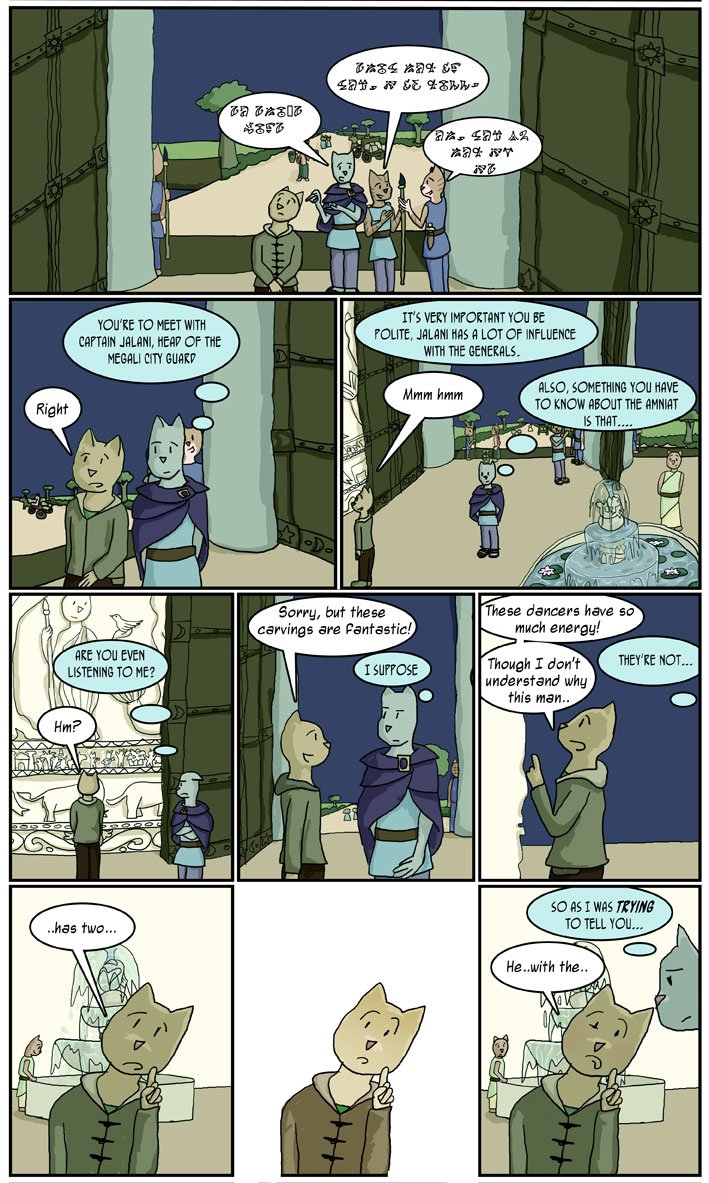 YOU'RE TO MEET WITH
CAPTAIN JALANI, HEAD OF THE
MEGALI CITY GUARD
Right
IT'S VERY IMPORTANT YOU BE
POLITE, JALANI HAS A LOT OF INFLUENCE
WITH THE GENERALS.
Mmm hmm
ALSO, SOMETHING YOU HAVE
TO KNOW ABOUT THE AMNIAT
IS THAT....
ARE YOU EVEN
LISTENING TO ME?
Hm?
Sorry, but these
carvings are fantastic!
I SUPPOSE
These dancers have so
much energy!
Though I don't
understand why
this man..
THEY'RE NOT...
..has two...
SO AS I WAS TRYING
TO TELL YOU...
He..with the..